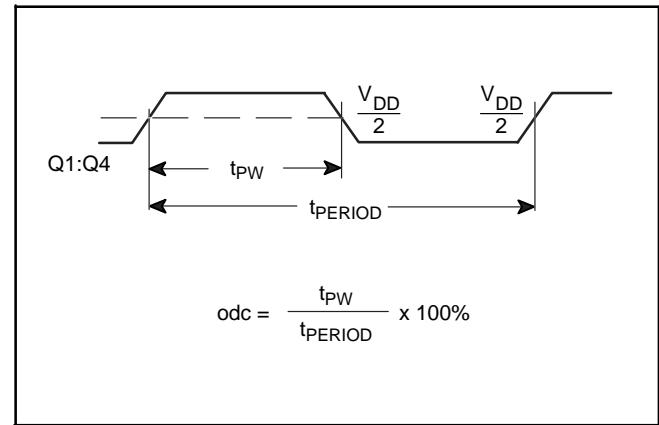 V_DD/2 V_DD/2
Q1:Q4
t_PW
t_PERIOD
odc = t_PW/t_PERIOD x 100%